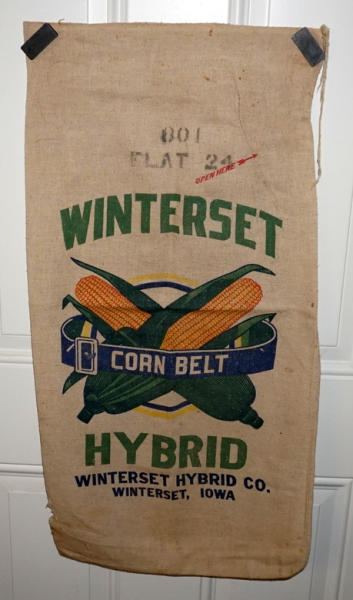 801
FLAT 24
OPEN HERE
WINTERSET
CORN BELT
HYBRID
WINTERSET HYBRID CO.
WINTERSET, IOWA